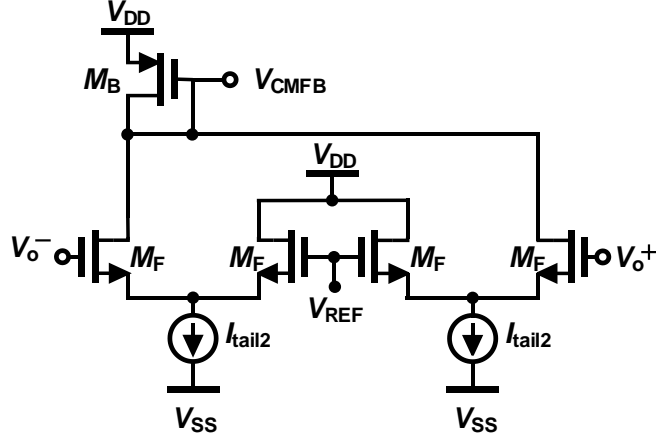 VDD
MB
VCMFB
VDD
Vo−
MF
MF
MF
MF
Vo+
VREF
Itail2
Itail2
VSS
VSS